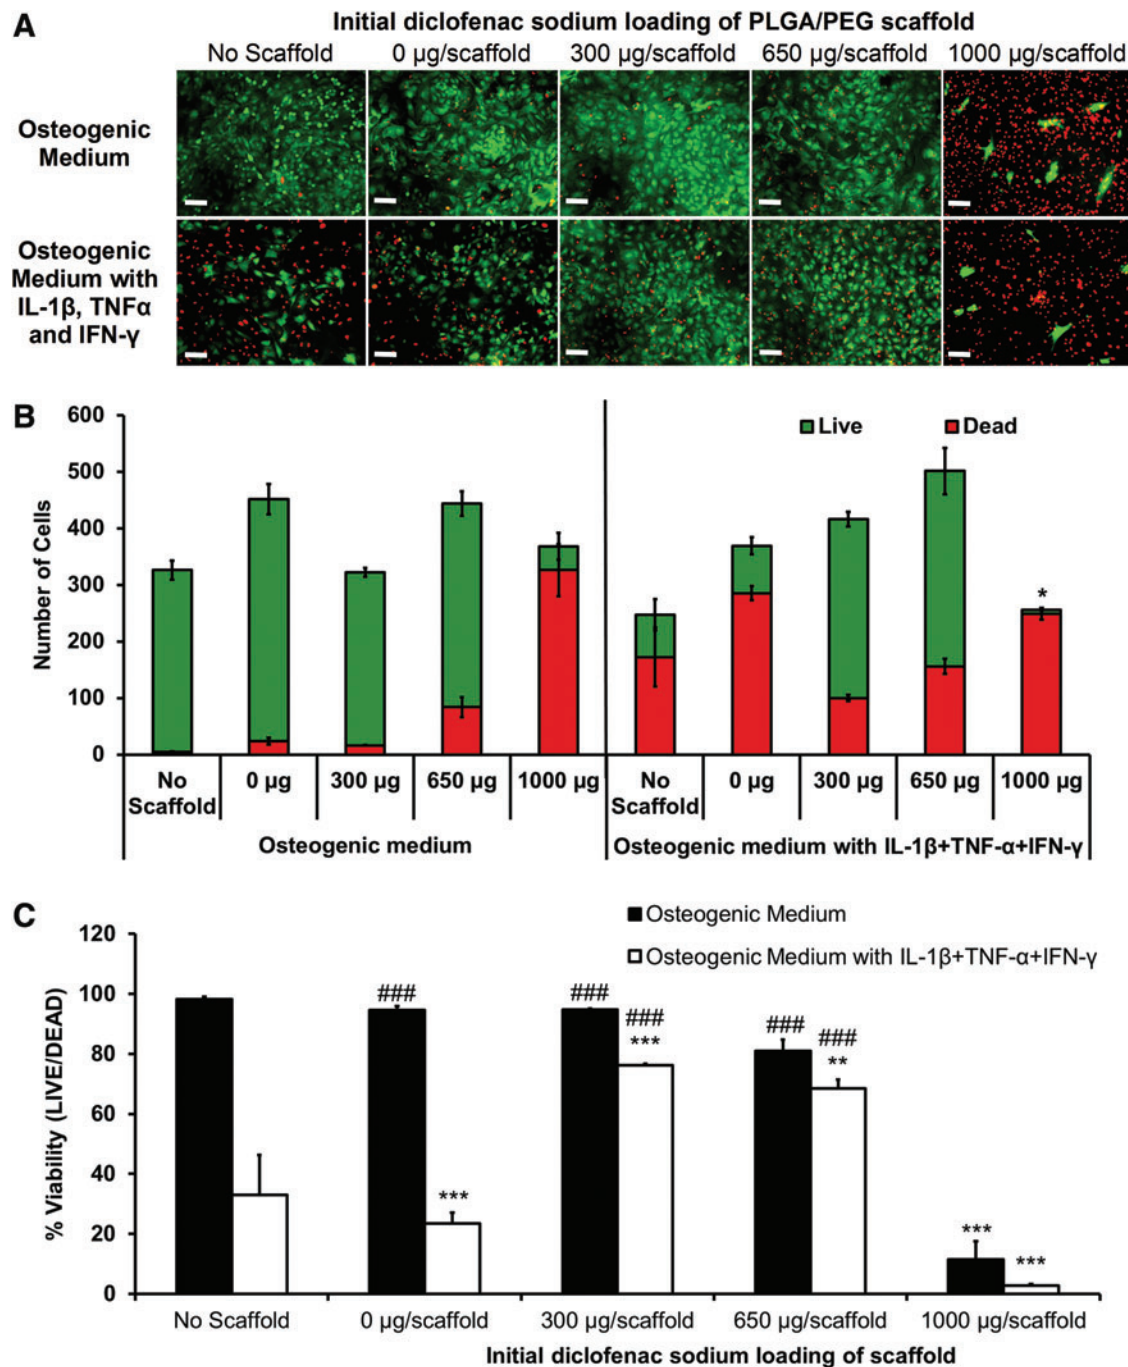 A
Initial diclofenac sodium loading of PLGA/PEG scaffold
No Scaffold 0 µg/scaffold 300 µg/scaffold 650 µg/scaffold 1000 µg/scaffold
Osteogenic
Medium
Osteogenic
Medium with
IL-1β, TNFα
and IFN-γ
B
600
500
400
300
200
100
0
Number of Cells
Live Dead
*
No Scaffold 0 µg 300 µg 650 µg 1000 µg No Scaffold 0 µg 300 µg 650 µg 1000 µg
Osteogenic medium Osteogenic medium with IL-1β+TNF-α+IFN-γ
C
Osteogenic Medium
Osteogenic Medium with IL-1β+TNF-α+IFN-γ
120
100
80
60
40
20
0
% Viability (LIVE/DEAD)
### ### ### ### ###
*** *** ** *** ***
No Scaffold 0 µg/scaffold 300 µg/scaffold 650 µg/scaffold 1000 µg/scaffold
Initial diclofenac sodium loading of scaffold